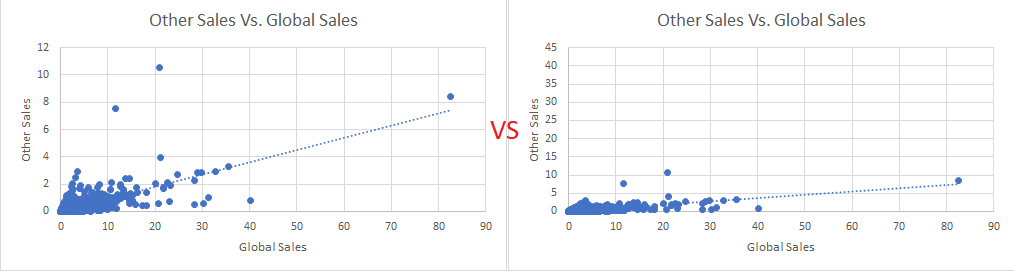 Other Sales Vs. Global Sales
12
10
8
6
4
2
0
Other Sales
0 10 20 30 40 50 60 70 80 90
Global Sales
VS
Other Sales Vs. Global Sales
45
40
35
30
25
20
15
10
5
0
Other Sales
0 10 20 30 40 50 60 70 80 90
Global Sales